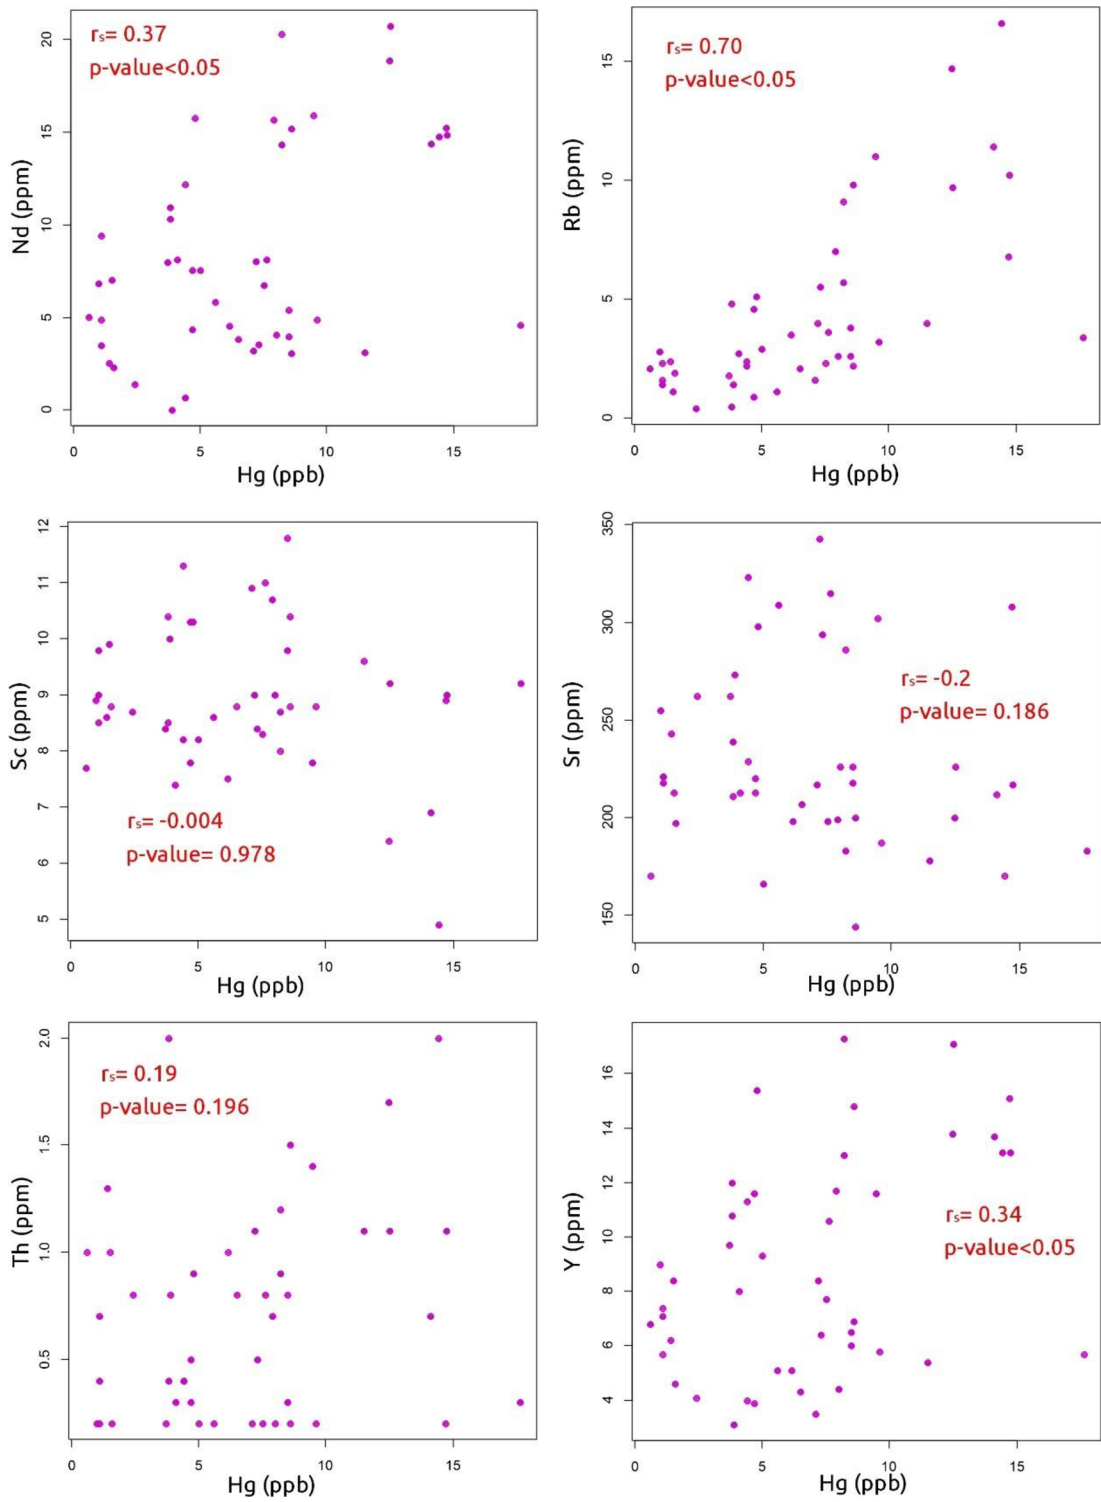 rs= 0.37
p-value<0.05
Nd (ppm)
20
15
10
5
0
0 5 10 15
Hg (ppb)
rs= 0.70
p-value<0.05
Rb (ppm)
15
10
5
0
0 5 10 15
Hg (ppb)
rs= -0.004
p-value= 0.978
Sc (ppm)
12
11
10
9
8
7
6
5
0 5 10 15
Hg (ppb)
rs= -0.2
p-value= 0.186
Sr (ppm)
350
300
250
200
150
0 5 10 15
Hg (ppb)
rs= 0.19
p-value= 0.196
Th (ppm)
2.0
1.5
1.0
0.5
0 5 10 15
Hg (ppb)
rs= 0.34
p-value<0.05
Y (ppm)
16
14
12
10
8
6
4
0 5 10 15
Hg (ppb)